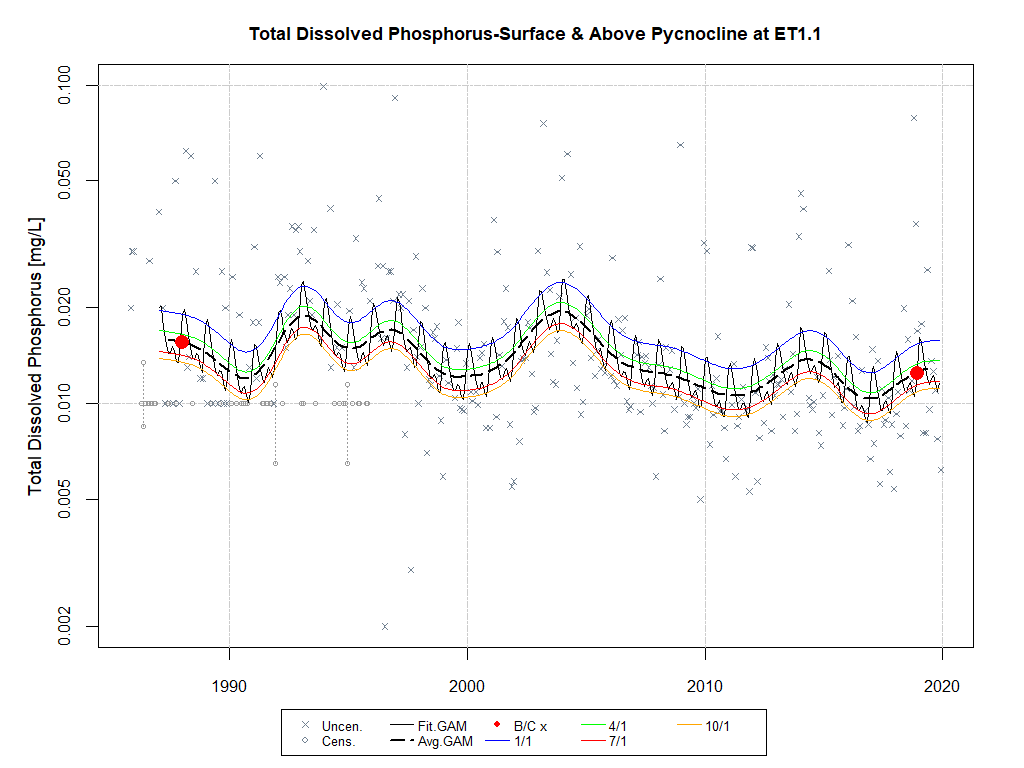 Total Dissolved Phosphorus-Surface & Above Pycnocline at ET1.1
Total Dissolved Phosphorus [mg/L]
0.100
0.050
0.020
0.010
0.005
0.002
1990 2000 2010 2020
Uncen. Fit.GAM B/C x 4/1 10/1
Cens. Avg.GAM 1/1 7/1